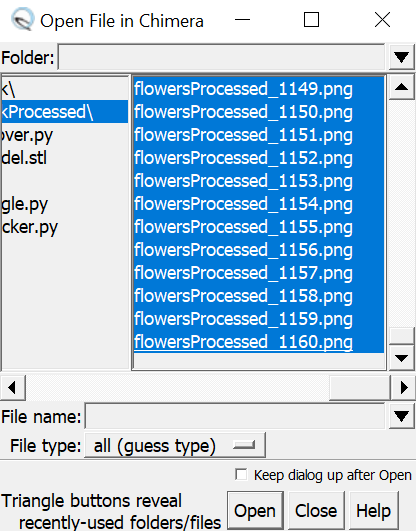 Open File in Chimera
Folder:
k\
kProcessed\
over.py
del.stl
gle.py
cker.py
flowersProcessed_1149.png
flowersProcessed_1150.png
flowersProcessed_1151.png
flowersProcessed_1152.png
flowersProcessed_1153.png
flowersProcessed_1154.png
flowersProcessed_1155.png
flowersProcessed_1156.png
flowersProcessed_1157.png
flowersProcessed_1158.png
flowersProcessed_1159.png
flowersProcessed_1160.png
File name:
File type: all (guess type)
Keep dialog up after Open
Triangle buttons reveal
recently-used folders/files
Open Close Help